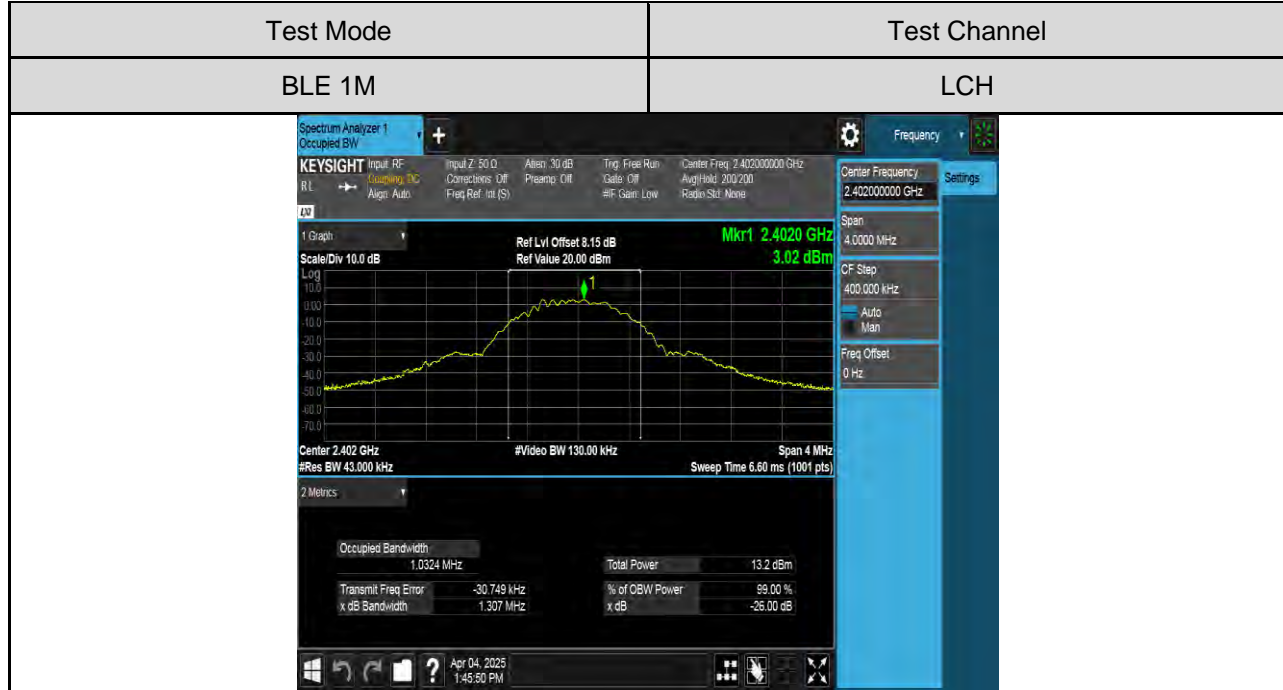 Test Mode Test Channel
BLE 1M LCH
Spectrum Analyzer 1
Occupied BW
+
Frequency
KEYSIGHT Input: RF Input Z: 50 Ω Atten: 30 dB Trig: Free Run Center Freq: 2.402000000 GHz
RL Coupling: DC Corrections: Off Preamp: Off Gate: Off Avg|Hold: 200/200
Align: Auto Freq Ref: Int (S) #IF Gain: Low Radio Std: None
Center Frequency
2.402000000 GHz
Settings
Span
4.0000 MHz
CF Step
400.000 kHz
Auto
Man
Freq Offset
0 Hz
1 Graph
Ref Lvl Offset 8.15 dB
Mkr1 2.4020 GHz
Scale/Div 10.0 dB
Ref Value 20.00 dBm
3.02 dBm
Log
10.0
0.00
-10.0
-20.0
-30.0
-40.0
-50.0
-60.0
-70.0
1
Center 2.402 GHz #Video BW 130.00 kHz Span 4 MHz
#Res BW 43.000 kHz Sweep Time 6.60 ms (1001 pts)
2 Metrics
Occupied Bandwidth
1.0324 MHz Total Power 13.2 dBm
Transmit Freq Error -30.749 kHz % of OBW Power 99.00 %
x dB Bandwidth 1.307 MHz x dB -26.00 dB
? Apr 04, 2025
1:45:50 PM